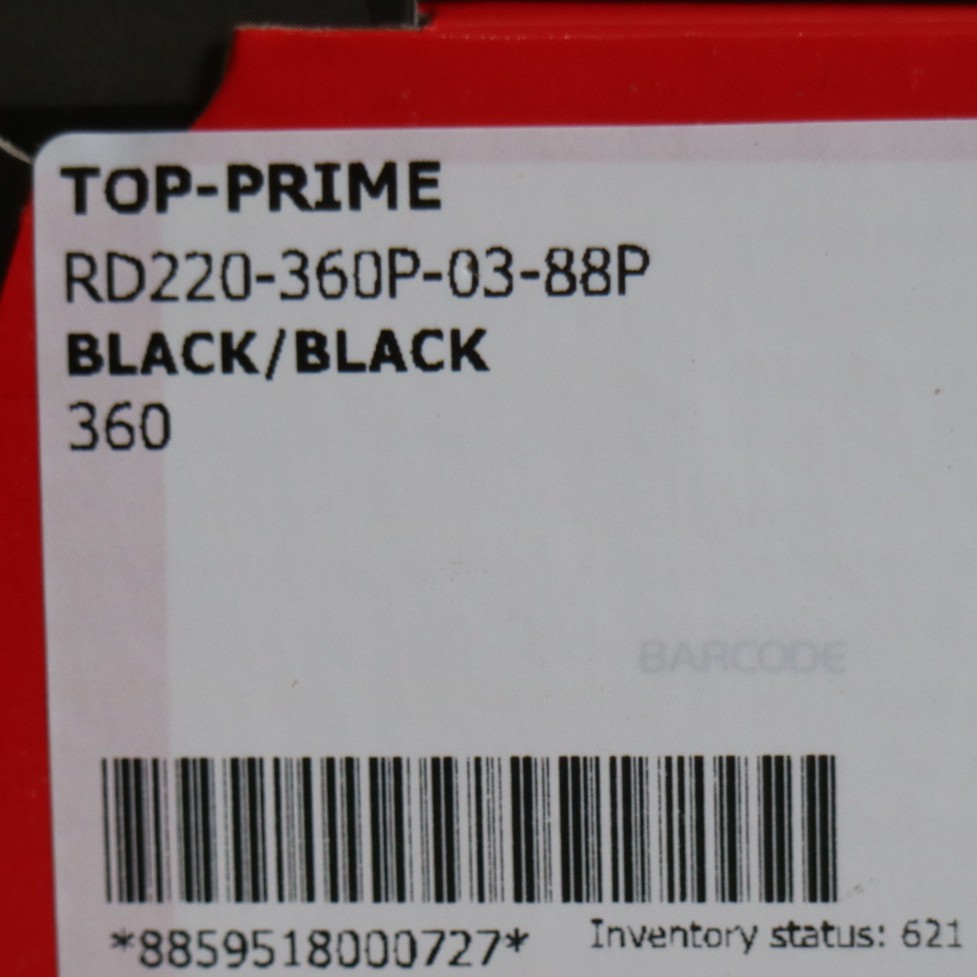 TOP-PRIME
RD220-360P-03-88P
BLACK/BLACK
360
BARCODE
*8859518000727*
Inventory status: 621